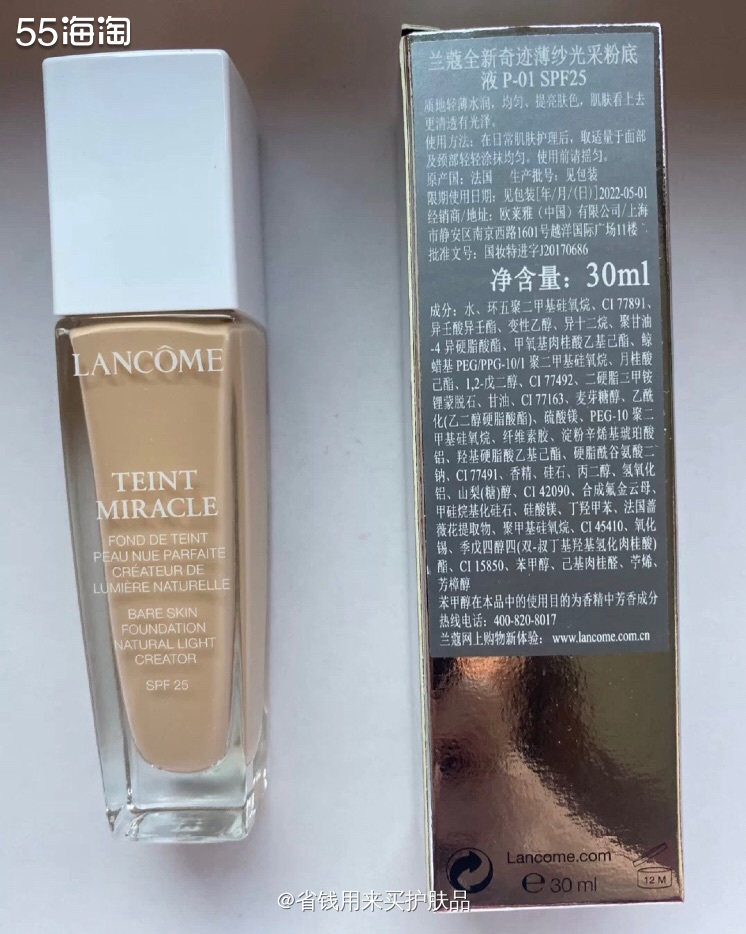 55海淘
LANCÔME
TEINT
MIRACLE
FOND DE TEINT
PEAU NUE PARFAITE
CRÉATEUR DE
LUMIÈRE NATURELLE
BARE SKIN
FOUNDATION
NATURAL LIGHT
CREATOR
SPF 25
兰蔻全新奇迹薄纱光采粉底
液 P-01 SPF25
质地轻薄水润，均匀、提亮肤色，肌肤看上去
更清透有光泽。
使用方法：在日常肌肤护理后，取适量于面部
及颈部轻轻涂抹均匀。使用前请摇匀。
原产国：法国 生产批号：见包装
限期使用日期：见包装[年/月/(日)]2022-05-01
经销商/地址：欧莱雅（中国）有限公司/上海
市静安区南京西路1601号越洋国际广场11楼
批准文号：国妆特进字J20170686
净含量：30ml
成分：水、环五聚二甲基硅氧烷、CI 77891、
异壬酸异壬酯、变性乙醇、异十二烷、聚甘油
-4 异硬脂酸酯、甲氧基肉桂酸乙基己酯、鲸
蜡基 PEG/PPG-10/1 聚二甲基硅氧烷、月桂酸
己酯、1,2-戊二醇、CI 77492、二硬脂二甲铵
锂蒙脱石、甘油、CI 77163、麦芽糖醇、乙酰
化(乙二醇硬脂酸酯)、硫酸镁、PEG-10 聚二
甲基硅氧烷、纤维素胶、淀粉辛烯基琥珀酸
铝、羟基硬脂酸乙基己酯、硬脂酰谷氨酸二
钠、CI 77491、香精、硅石、丙二醇、氢氧化
铝、山梨(糖)醇、CI 42090、合成氟金云母、
甲硅烷基化硅石、硅酸镁、丁羟甲苯、法国蔷
薇花提取物、聚甲基硅氧烷、CI 45410、氧化
锡、季戊四醇四(双-叔丁基羟基氢化肉桂酸)
酯、CI 15850、苯甲醇、己基肉桂醛、苧烯、
芳樟醇
苯甲醇在本品中的使用目的为香精中芳香成分
热线电话：400-820-8017
兰蔻网上购物新体验：www.lancome.com.cn
Lancome.com
℮ 30 ml
12 M
@省钱用来买护肤品